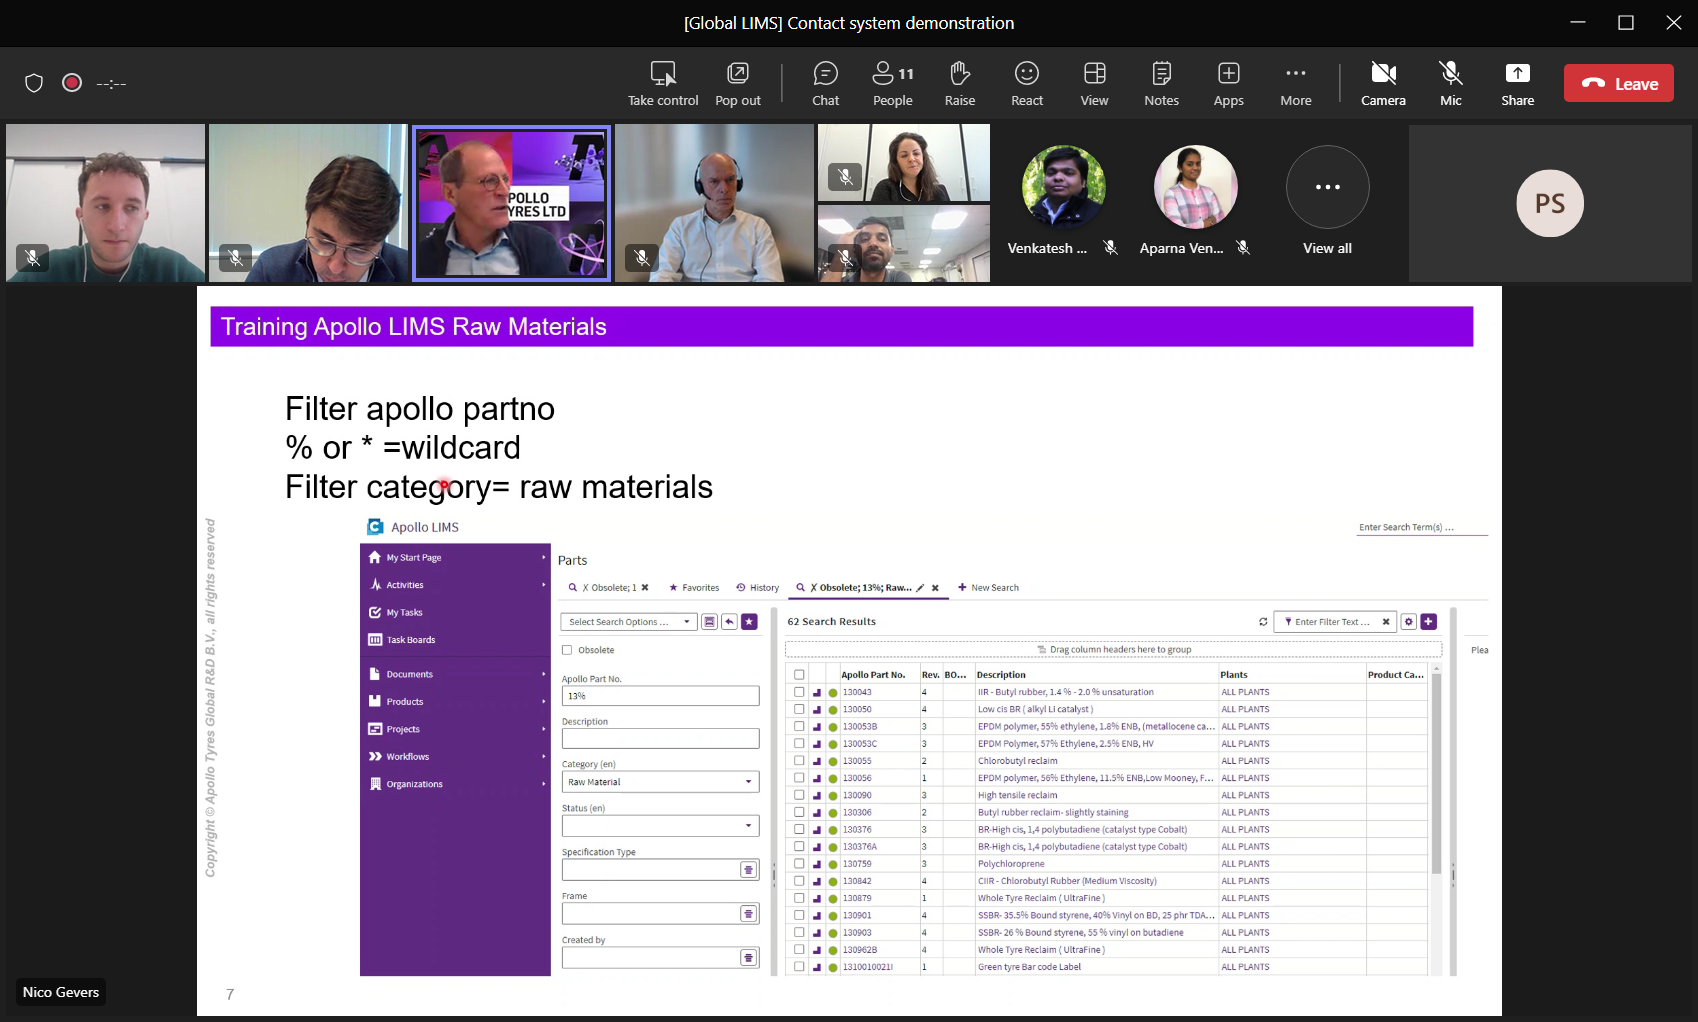 [Global LIMS] Contact system demonstration
--:--
Take control
Pop out
Chat
People
11
Raise
React
View
Notes
Apps
More
Camera
Mic
Share
Leave
POLLO
YRES LTD
Venkatesh ...
Aparna Ven...
View all
PS
Training Apollo LIMS Raw Materials
Filter apollo partno
% or * =wildcard
Filter category= raw materials
Copyright © Apollo Tyres Global R&D B.V., all rights reserved
Apollo LIMS
Enter Search Term(s) ...
My Start Page
Activities
My Tasks
Task Boards
Documents
Products
Projects
Workflows
Organizations
Parts
Obsolete; 1
Favorites
History
Obsolete; 13%; Raw...
New Search
Select Search Options ...
Obsolete
Apollo Part No.
13%
Description
Category (en)
Raw Material
Status (en)
Specification Type
Frame
Created by
62 Search Results
Enter Filter Text ...
Plea
Drag column headers here to group
Apollo Part No. Rev. BO... Description Plants Product Ca...
130043 4 IIR - Butyl rubber, 1.4 % - 2.0 % unsaturation ALL PLANTS
130050 4 Low cis BR ( alkyl Li catalyst ) ALL PLANTS
130053B 3 EPDM polymer, 55% ethylene, 1.8% ENB, (metallocene ca... ALL PLANTS
130053C 3 EPDM Polymer, 57% Ethylene, 2.5% ENB, HV ALL PLANTS
130055 2 Chlorobutyl reclaim ALL PLANTS
130056 1 EPDM polymer, 56% Ethylene, 11.5% ENB,Low Mooney, F... ALL PLANTS
130090 3 High tensile reclaim ALL PLANTS
130306 2 Butyl rubber reclaim- slightly staining ALL PLANTS
130376 3 BR-High cis, 1,4 polybutadiene (catalyst type Cobalt) ALL PLANTS
130376A 3 BR-High cis, 1,4 polybutadiene (catalyst type Cobalt) ALL PLANTS
130759 3 Polychloroprene ALL PLANTS
130842 4 CIIR - Chlorobutyl Rubber (Medium Viscosity) ALL PLANTS
130879 1 Whole Tyre Reclaim ( UltraFine ) ALL PLANTS
130901 4 SSBR- 35.5% Bound styrene, 40% Vinyl on BD, 25 phr TDA... ALL PLANTS
130903 4 SSBR- 26 % Bound styrene, 55 % vinyl on butadiene ALL PLANTS
130962B 4 Whole Tyre Reclaim ( UltraFine ) ALL PLANTS
1310010021I 1 Green tyre Bar code Label ALL PLANTS
7
Nico Gevers